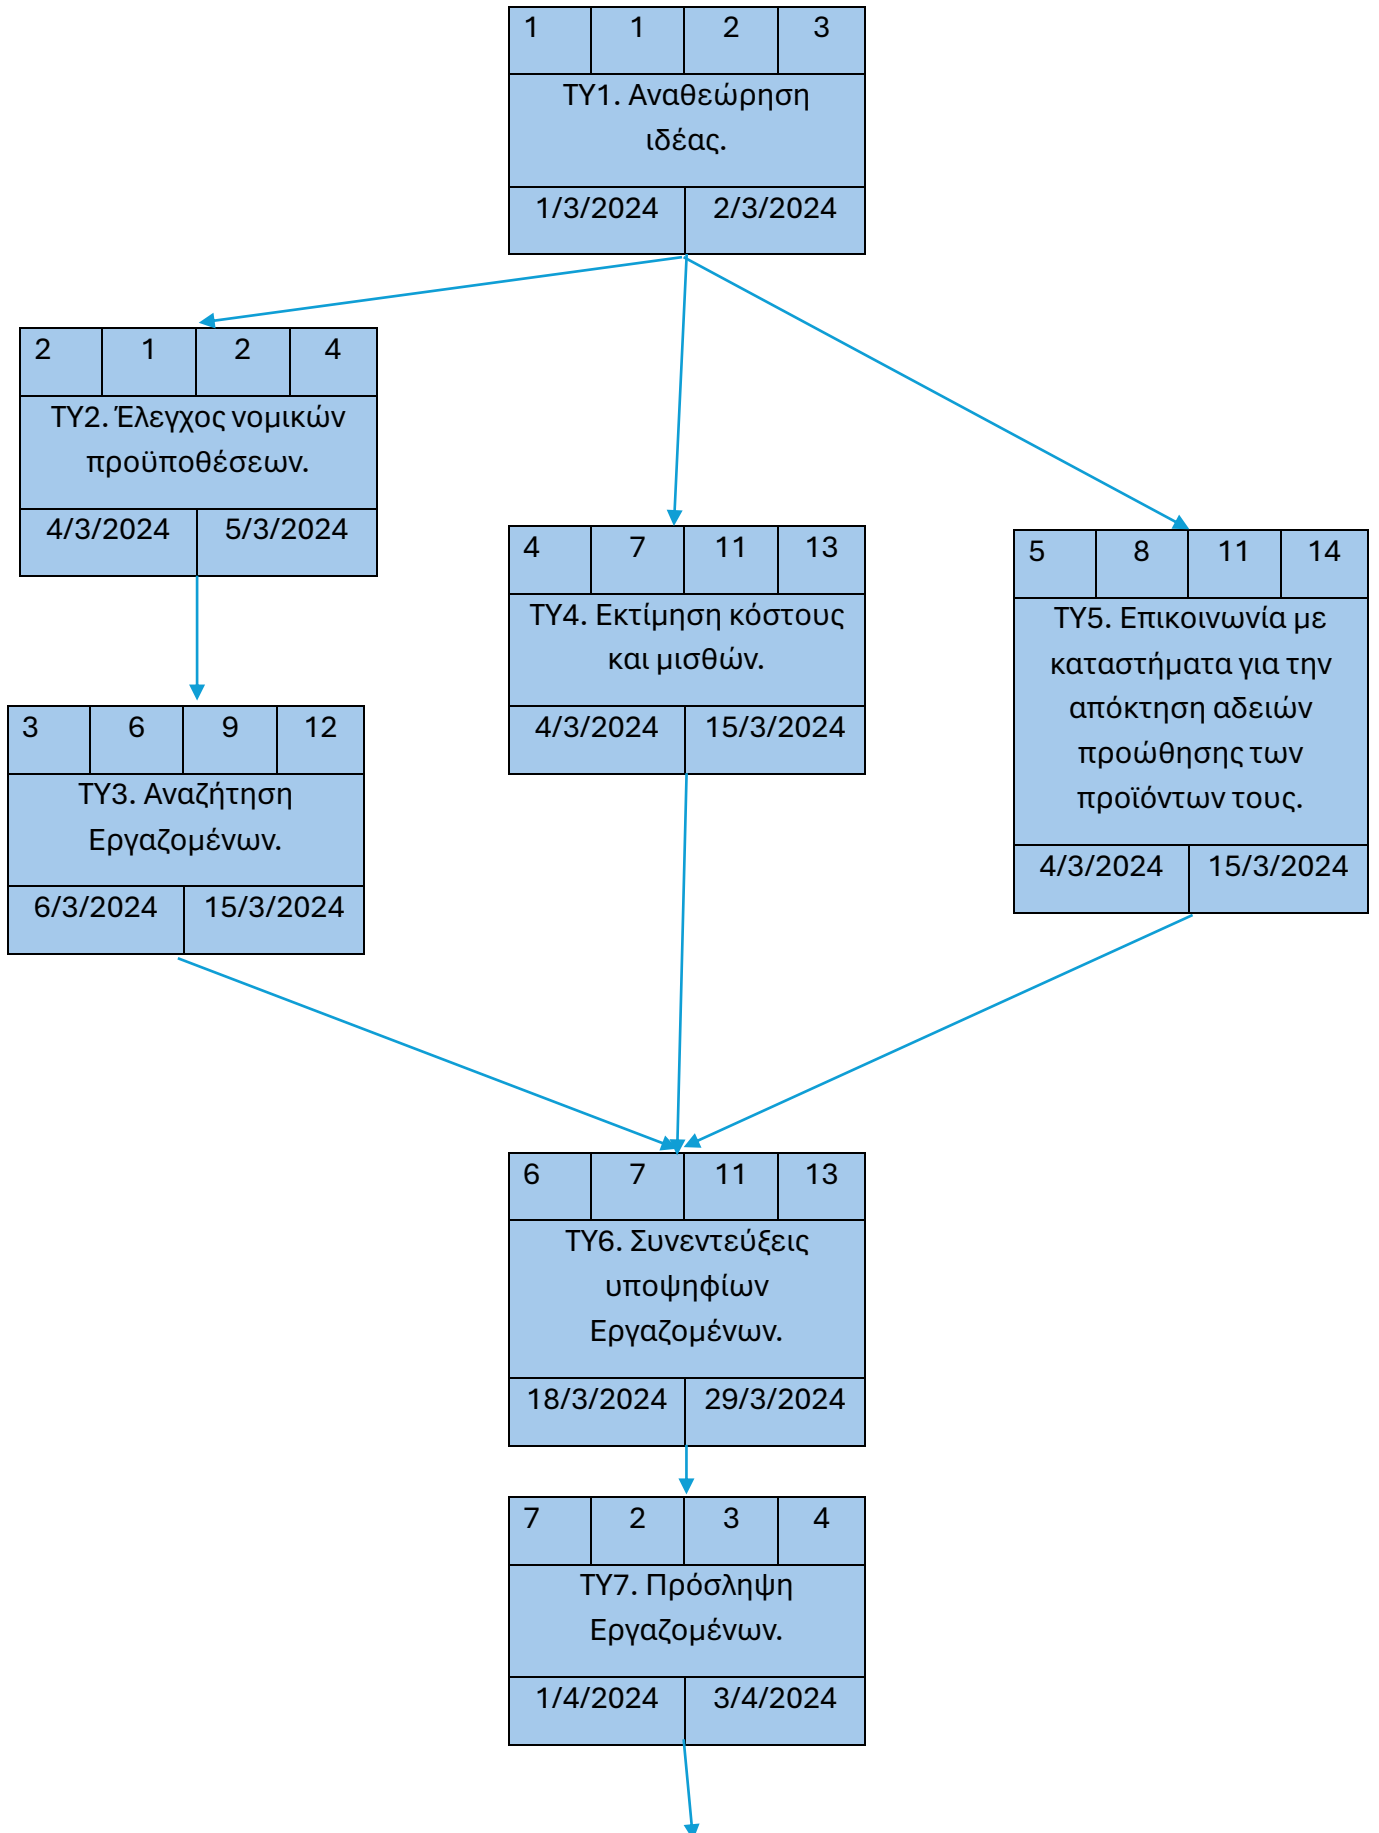 1 1 2 3
ΤΥ1. Αναθεώρηση
ιδέας.
1/3/2024 2/3/2024
2 1 2 4
ΤΥ2. Έλεγχος νομικών
προϋποθέσεων.
4/3/2024 5/3/2024
3 6 9 12
ΤΥ3. Αναζήτηση
Εργαζομένων.
6/3/2024 15/3/2024
4 7 11 13
ΤΥ4. Εκτίμηση κόστους
και μισθών.
4/3/2024 15/3/2024
5 8 11 14
ΤΥ5. Επικοινωνία με
καταστήματα για την
απόκτηση αδειών
προώθησης των
προϊόντων τους.
4/3/2024 15/3/2024
6 7 11 13
ΤΥ6. Συνεντεύξεις
υποψηφίων
Εργαζομένων.
18/3/2024 29/3/2024
7 2 3 4
ΤΥ7. Πρόσληψη
Εργαζομένων.
1/4/2024 3/4/2024